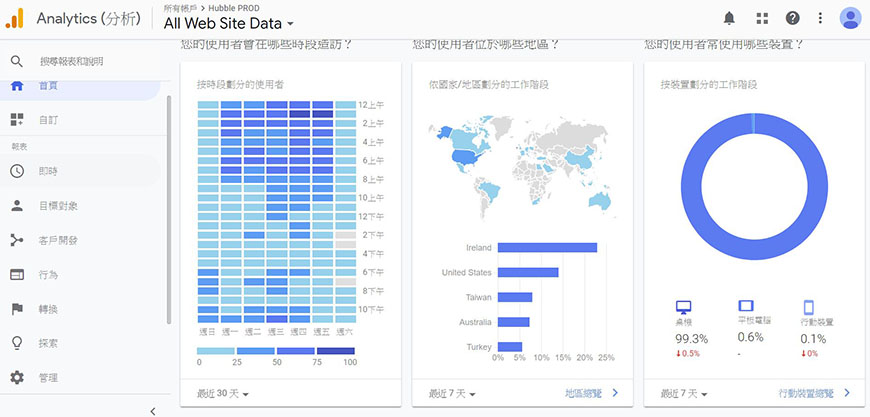 Analytics (分析)
所有帳戶 > Hubble PROD
All Web Site Data
搜尋報表和說明
首頁
自訂
報表
即時
目標對象
客戶開發
行為
轉換
探索
管理
您的使用者會在哪些時段造訪？
按時段劃分的使用者
12上午
2上午
4上午
6上午
8上午
10上午
12下午
2下午
4下午
6下午
8下午
10下午
週日 週一 週二 週三 週四 週五 週六
0 25 50 75 100
最近 30 天
您的使用者位於哪些地區？
依國家/地區劃分的工作階段
Ireland
United States
Taiwan
Australia
Turkey
0% 5% 10% 15% 20% 25%
最近 7 天
地區總覽
您的使用者常使用哪些裝置？
按裝置劃分的工作階段
桌機 平板電腦 行動裝置
99.3% 0.6% 0.1%
0.5% - 0%
最近 7 天
行動裝置總覽